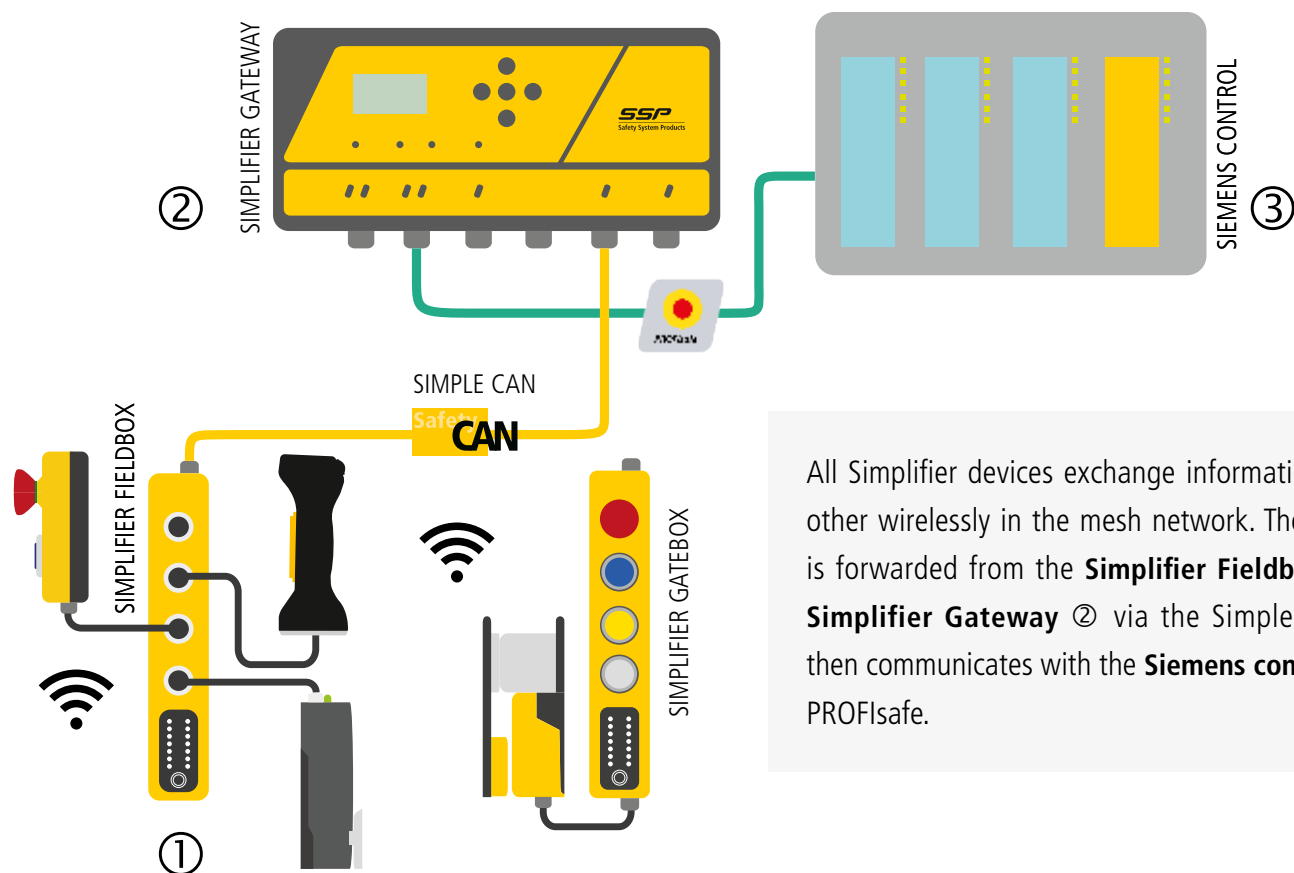 SIMPLIFIER GATEWAY
②
SSP
Safety System Products
SIEMENS CONTROL
③
SIMPLE CAN
Safety
CAN
SIMPLIFIER FIELDBOX
SIMPLIFIER GATEBOX
①
All Simplifier devices exchange informati
other wirelessly in the mesh network. The
is forwarded from the Simplifier Fieldb
Simplifier Gateway ② via the Simple
then communicates with the Siemens con
PROFIsafe.